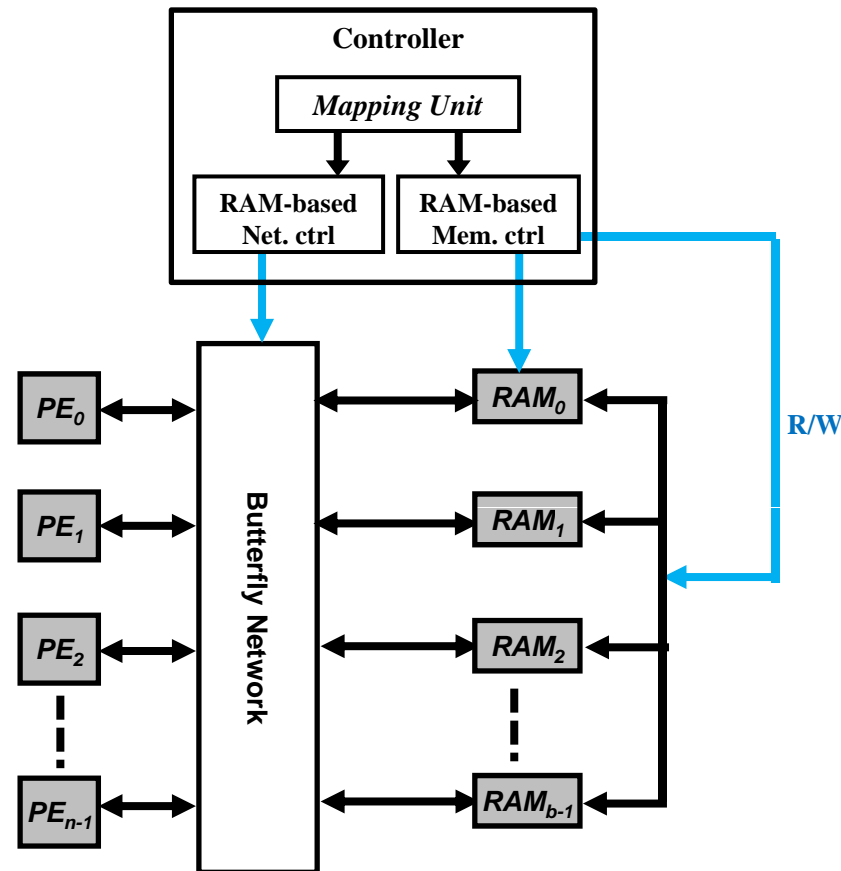 Controller
Mapping Unit
RAM-based
Net. ctrl
RAM-based
Mem. ctrl
R/W
PE0
RAM0
PE1
RAM1
PE2
RAM2
PEn-1
RAMb-1
Butterfly Network